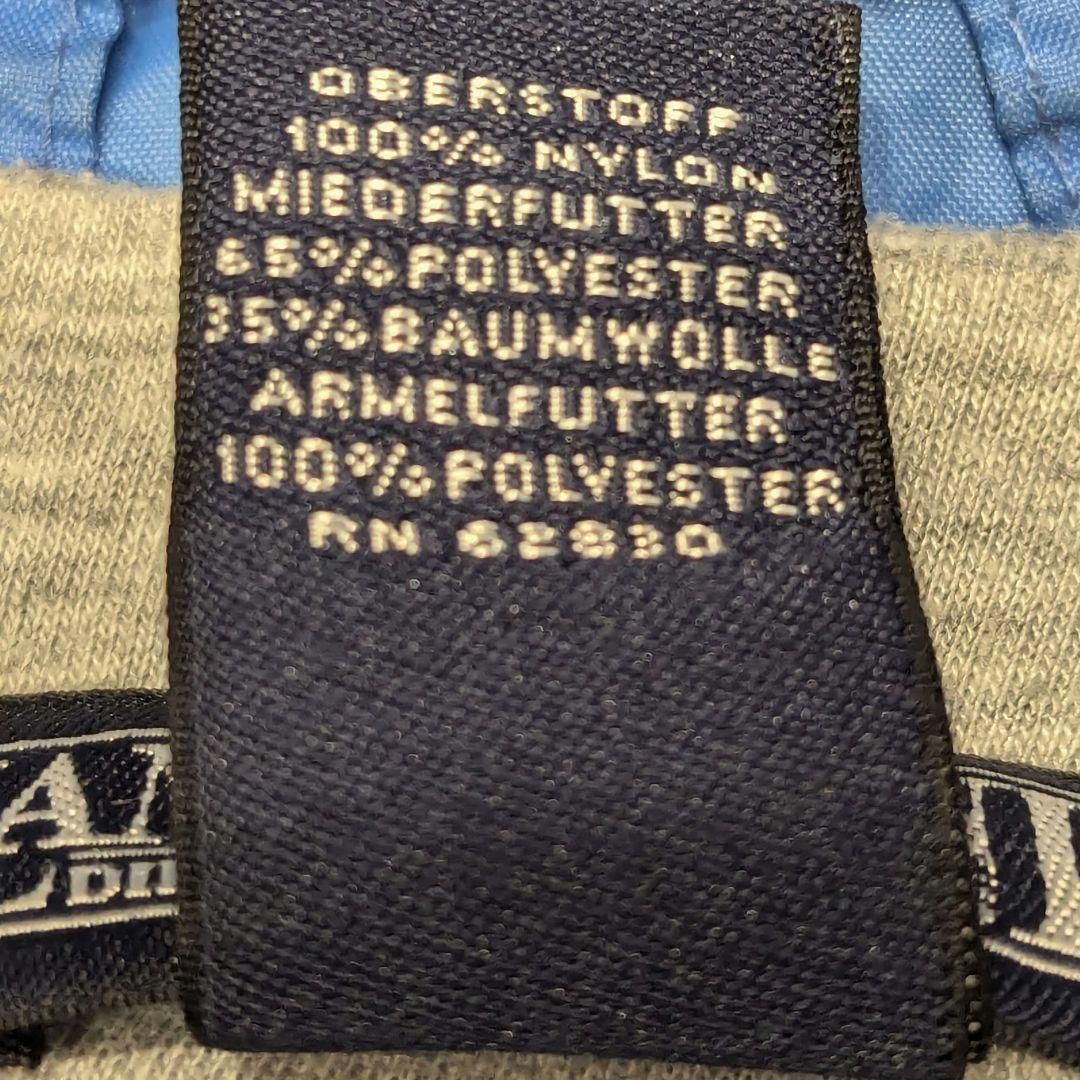 OBERSTOFF
100% NYLON
MIEDERFUTTER
65% POLYESTER
35% BAUMWOLLE
ARMELFUTTER
100% POLYESTER
RN 62830